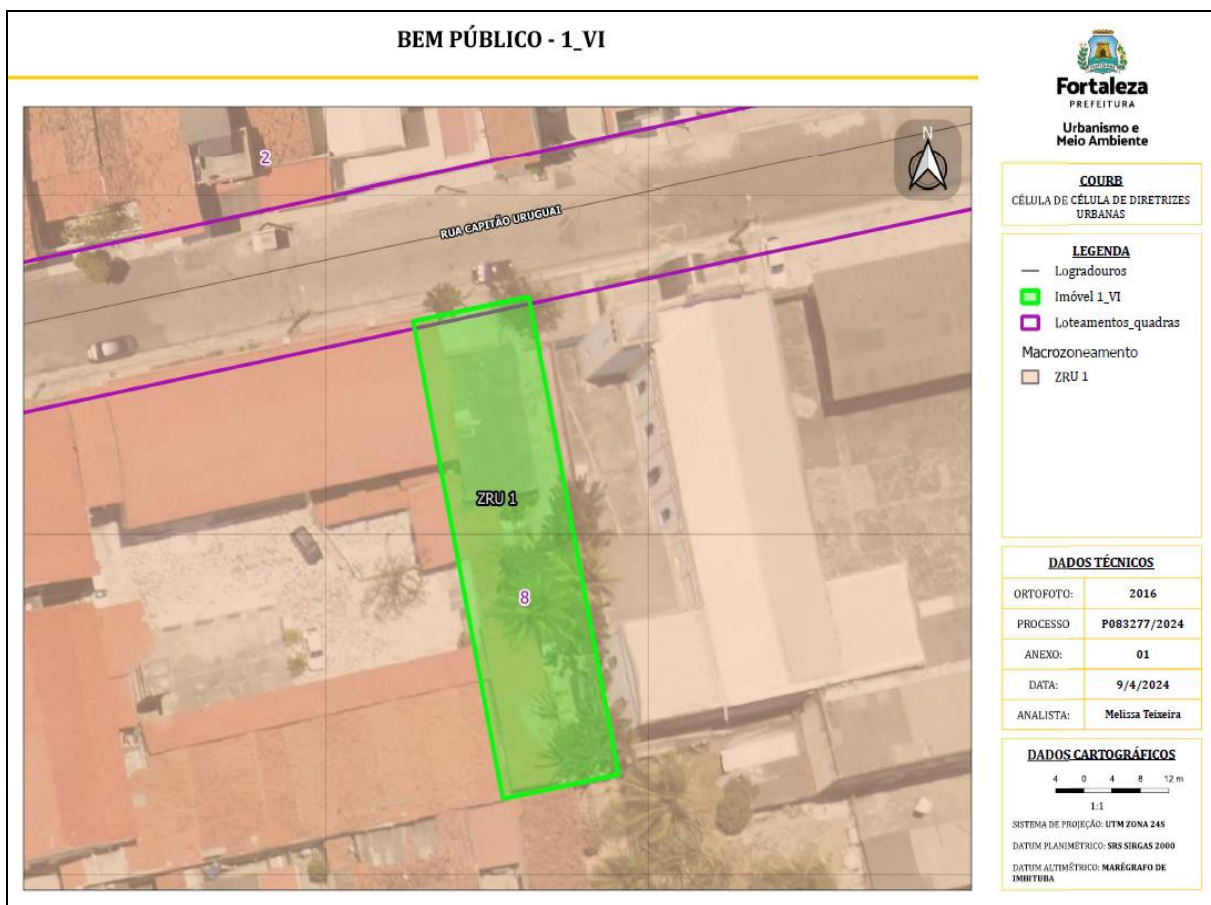 BEM PÚBLICO - 1_VI
Fortaleza
PREFEITURA
Urbanismo e
Meio Ambiente
2
N
RUA CAPITÃO URUGUAI
ZRU 1
8
COURB
CÉLULA DE CÉLULA DE DIRETRIZES
URBANAS
LEGENDA
Logradouros
Imóvel 1_VI
Loteamentos_quadras
Macrozoneamento
ZRU 1
DADOS TÉCNICOS
ORTOFOTO: 2016
PROCESSO P083277/2024
ANEXO: 01
DATA: 9/4/2024
ANALISTA: Melissa Teixeira
DADOS CARTOGRÁFICOS
4 0 4 8 12 m
1:1
SISTEMA DE PROJEÇÃO: UTM ZONA 24S
DATUM PLANIMÉTRICO: SRS SIRGAS 2000
DATUM ALTIMÉTRICO: MARÉGRAFO DE
IMBITUBA